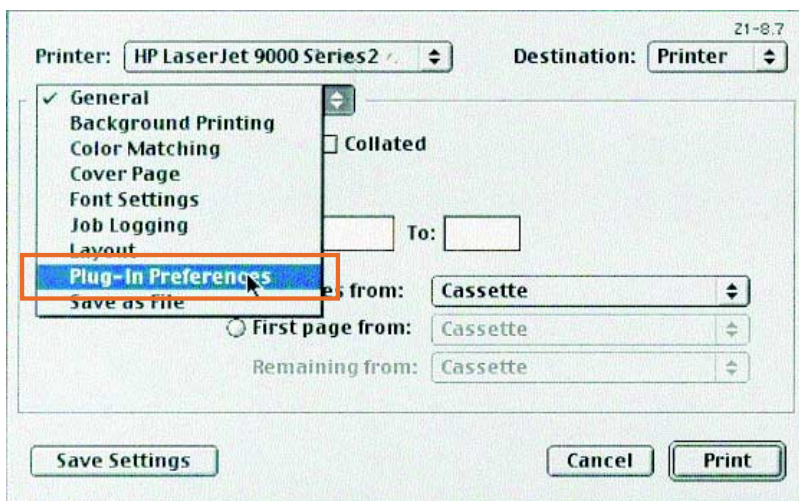 Z1-8.7
Printer: HP LaserJet 9000 Series2 Destination: Printer
✓ General
Background Printing
Color Matching Collated
Cover Page
Font Settings
Job Logging To:
Layout
Plug-In Preferences
es from: Cassette
Save as File
First page from: Cassette
Remaining from: Cassette
Save Settings Cancel Print